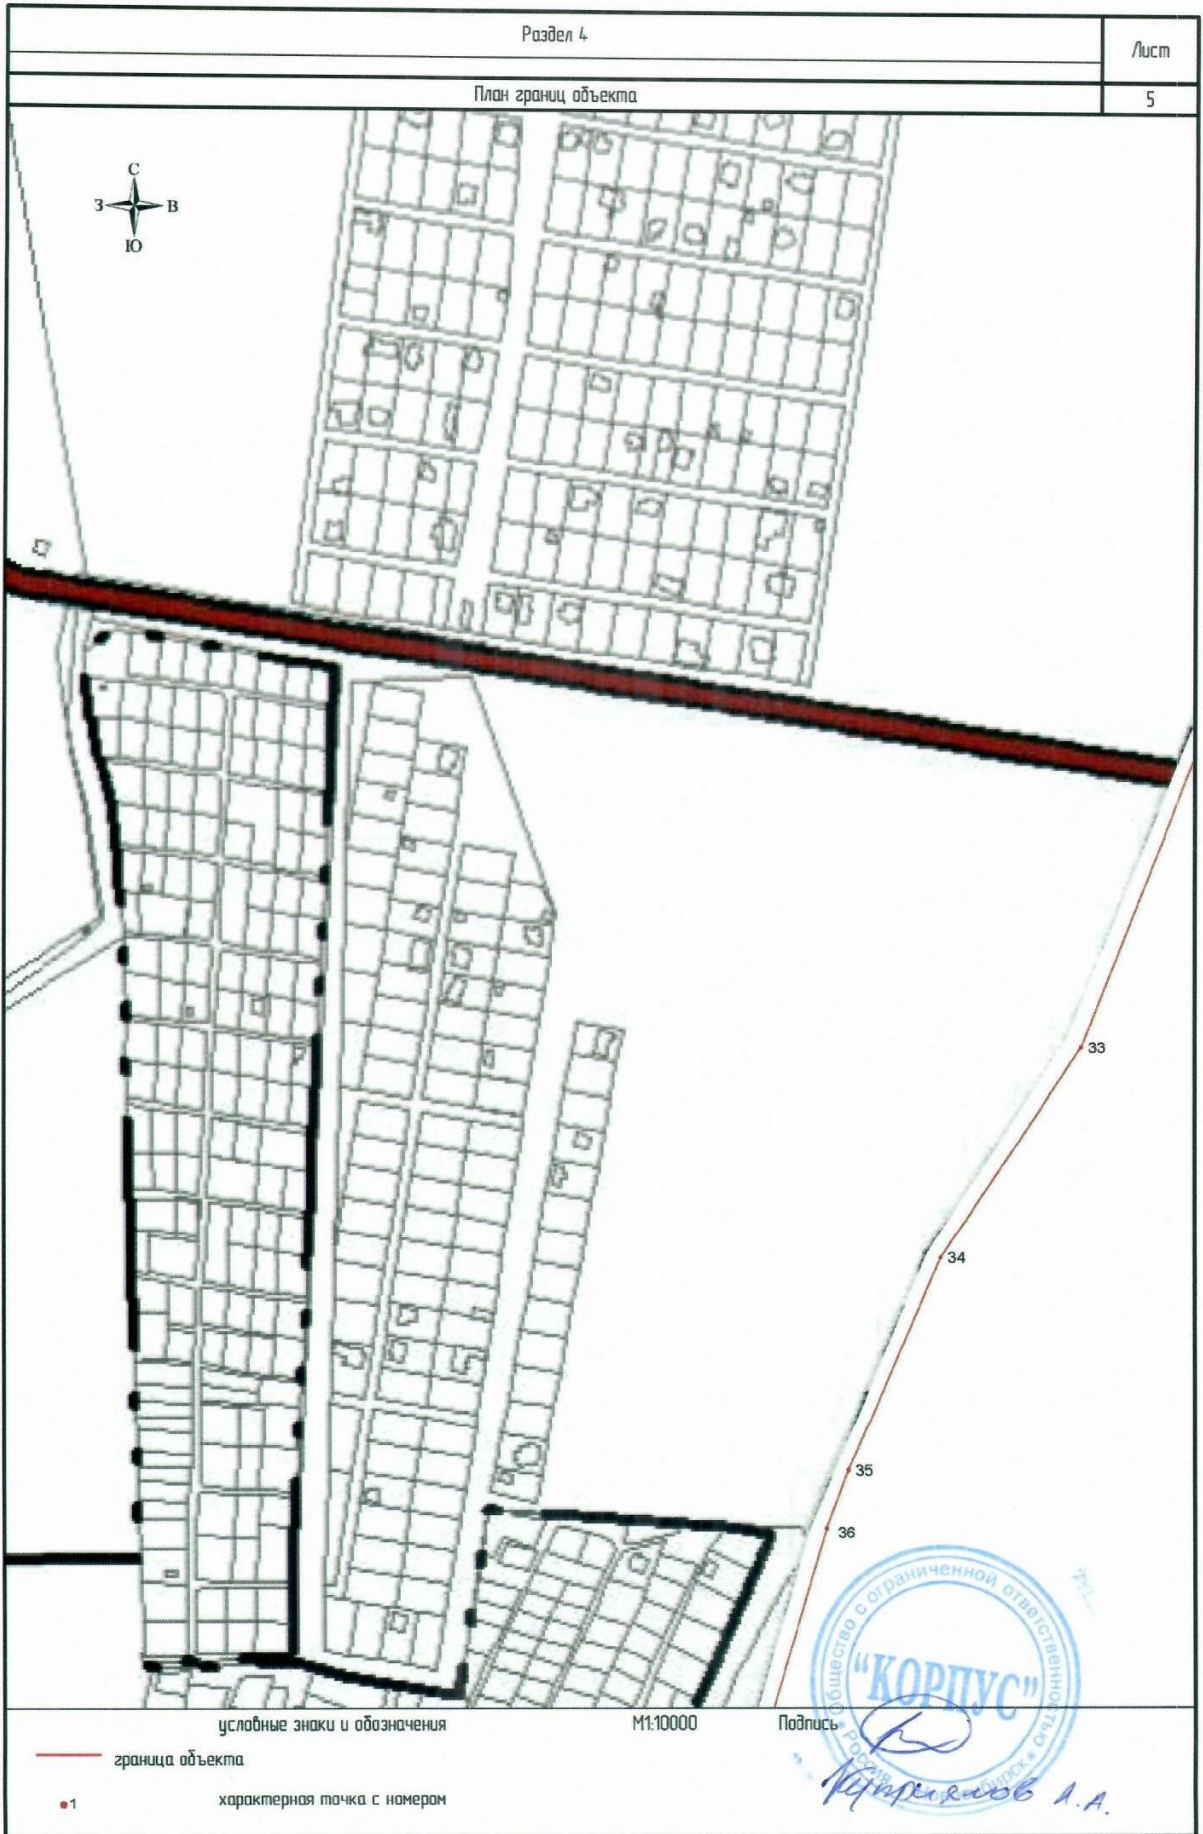 Раздел 4
Лист
План границ объекта
5
С
З В
Ю
33
34
35
36
Общество с ограниченной ответственностью
"КОРПУС"
условные знаки и обозначения
М1:10000
Подпись
граница объекта
•1
характерная точка с номером
Куприянов А.А.